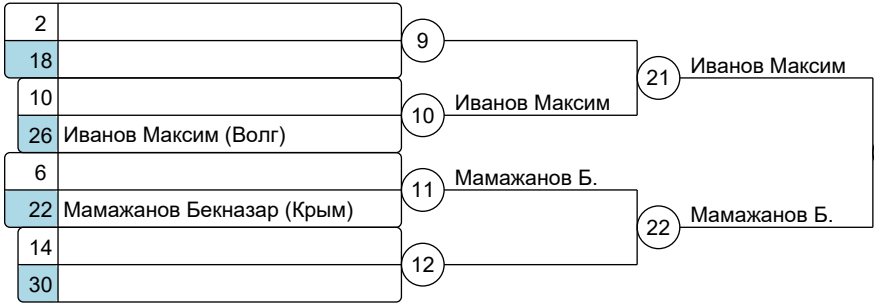 2
9
18
21 Иванов Максим
10
10 Иванов Максим
26 Иванов Максим (Волг)
6
11 Мамажанов Б.
22 Мамажанов Бекназар (Крым)
22 Мамажанов Б.
14
12
30